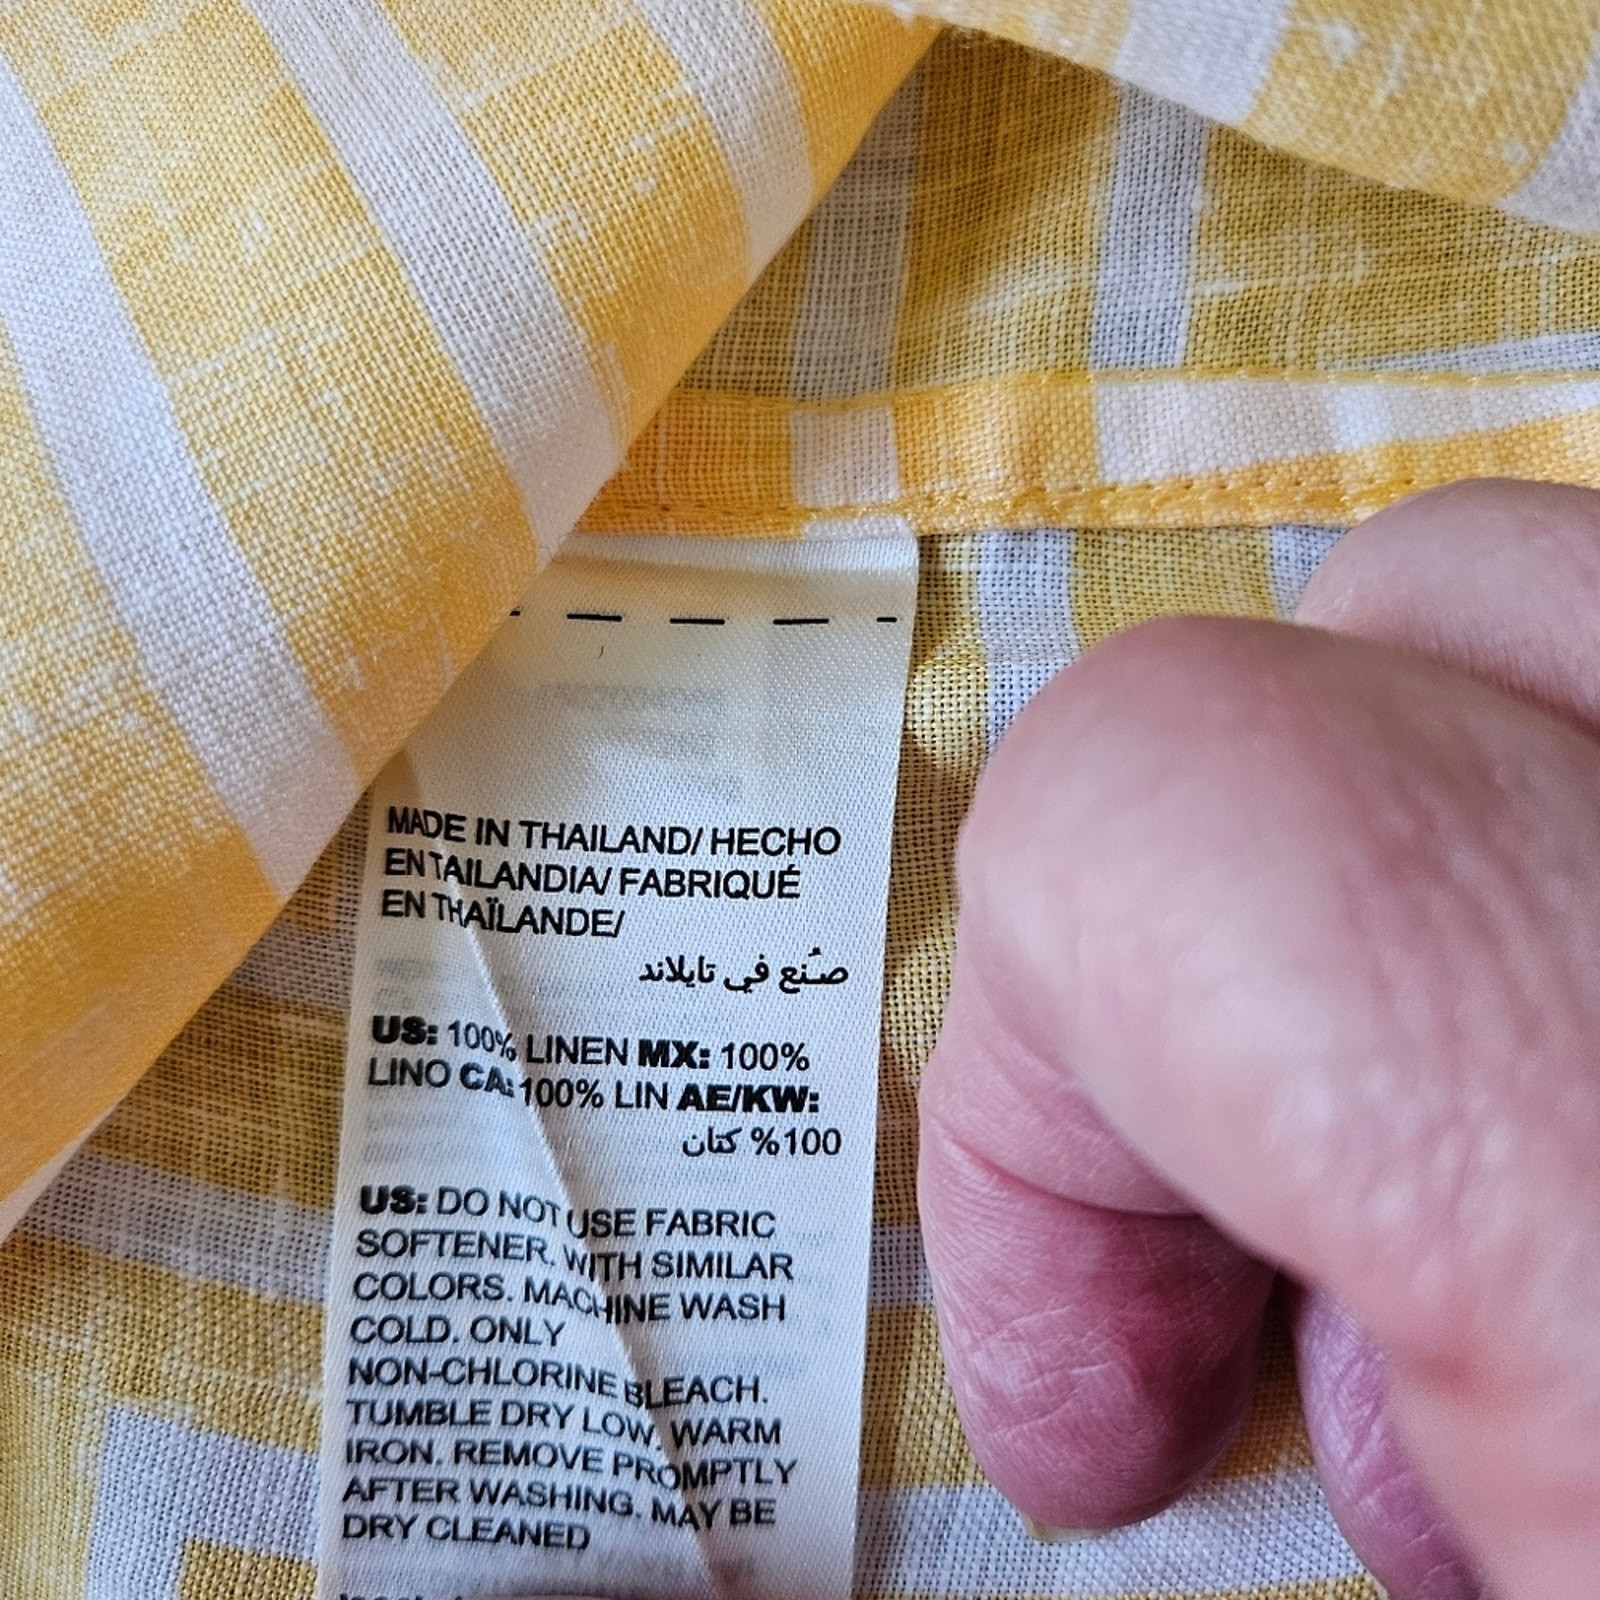 MADE IN THAILAND/ HECHO
EN TAILANDIA/ FABRIQUÉ
EN THAÏLANDE/
صُنع في تايلاند
US: 100% LINEN MX: 100%
LINO CA: 100% LIN AE/KW:
100% كتان
US: DO NOT USE FABRIC
SOFTENER. WITH SIMILAR
COLORS. MACHINE WASH
COLD. ONLY
NON-CHLORINE BLEACH.
TUMBLE DRY LOW, WARM
IRON. REMOVE PROMPTLY
AFTER WASHING. MAY BE
DRY CLEANED